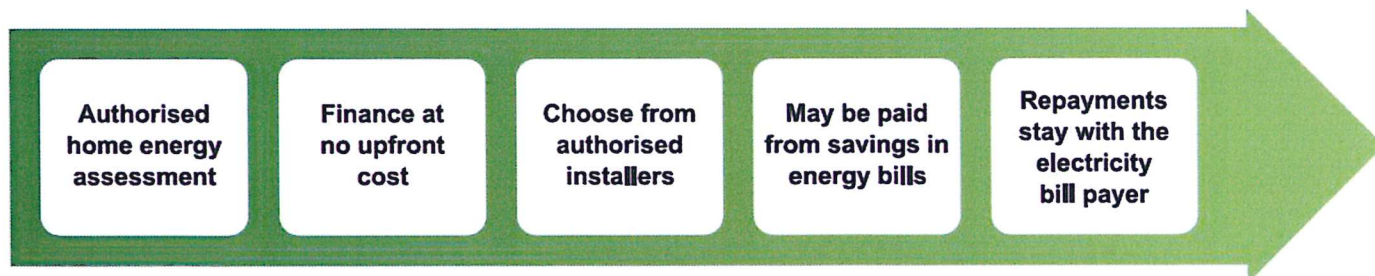 Authorised
home energy
assessment
Finance at
no upfront
cost
Choose from
authorised
installers
May be paid
from savings in
energy bills
Repayments
stay with the
electricity
bill payer